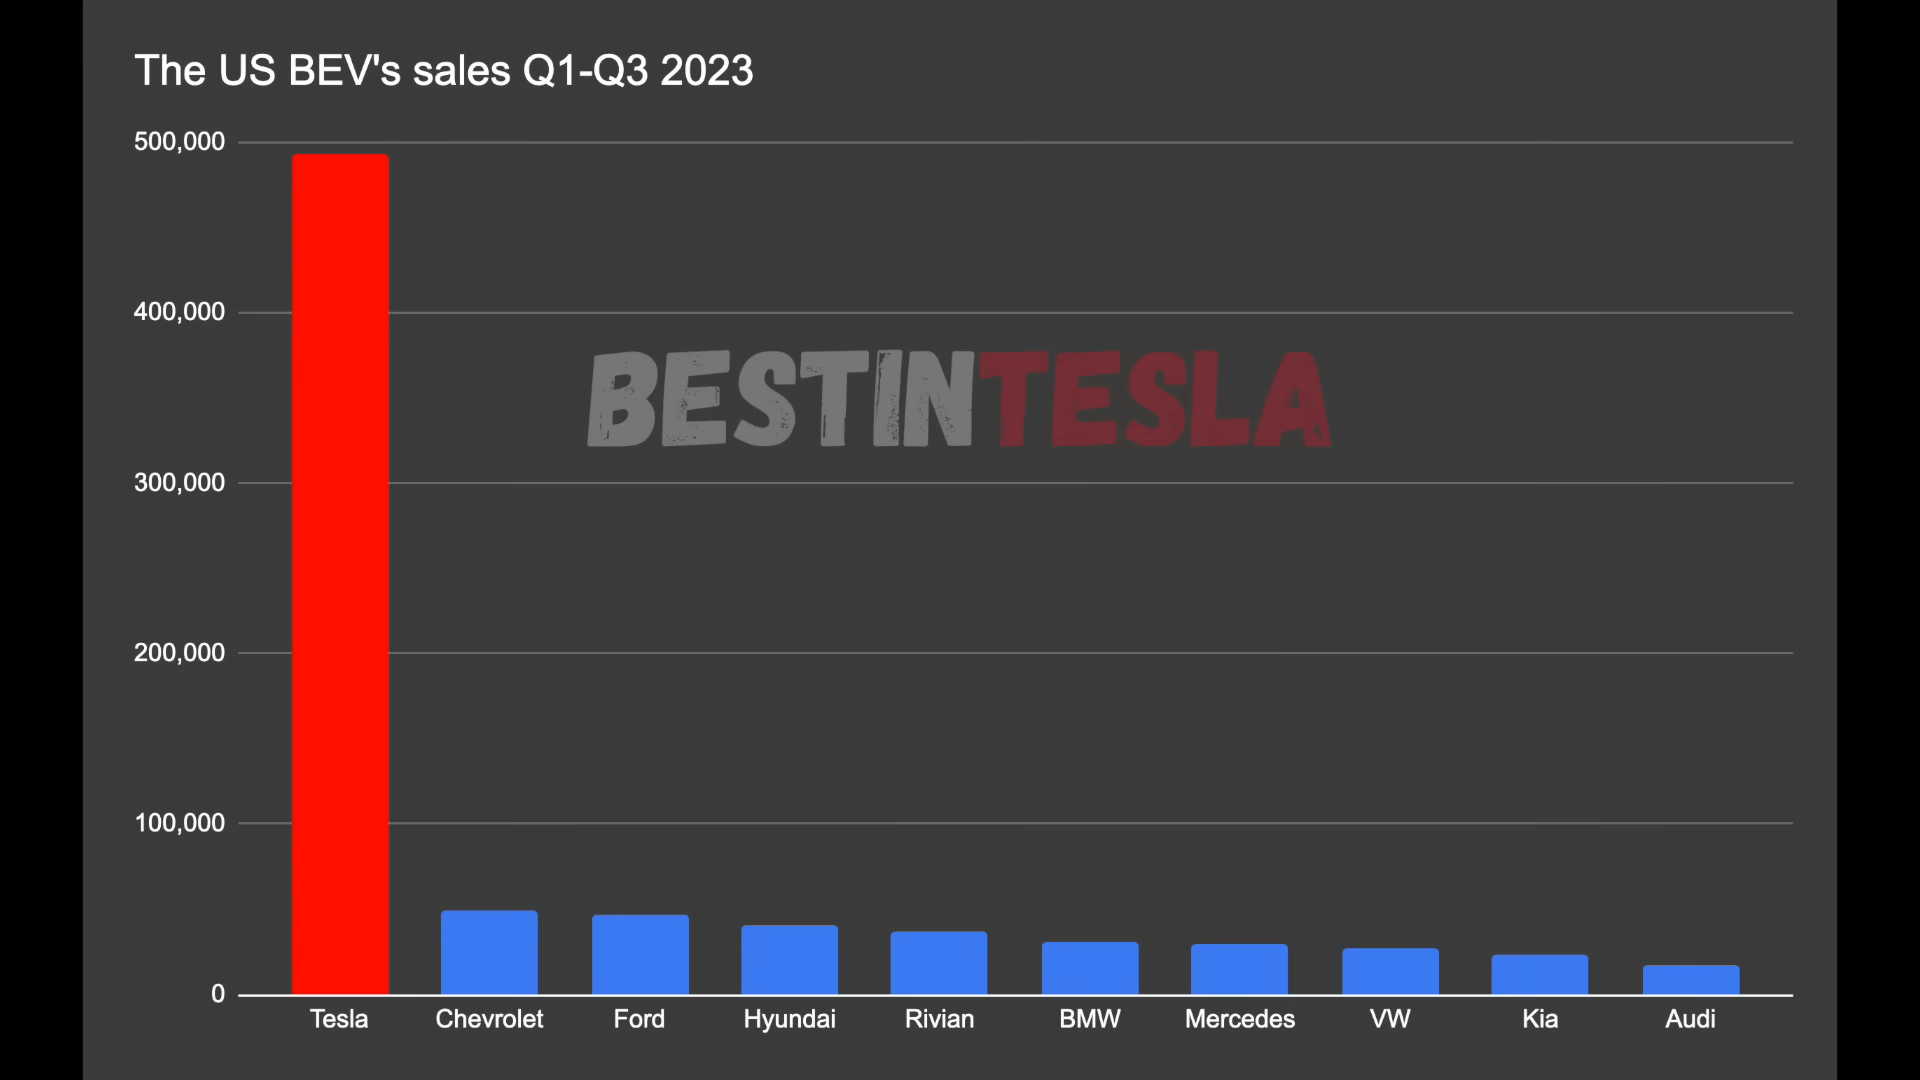 The US BEV's sales Q1-Q3 2023
500,000
400,000
BESTINTESLA
300,000
200,000
100,000
0
Tesla Chevrolet Ford Hyundai Rivian BMW Mercedes VW Kia Audi